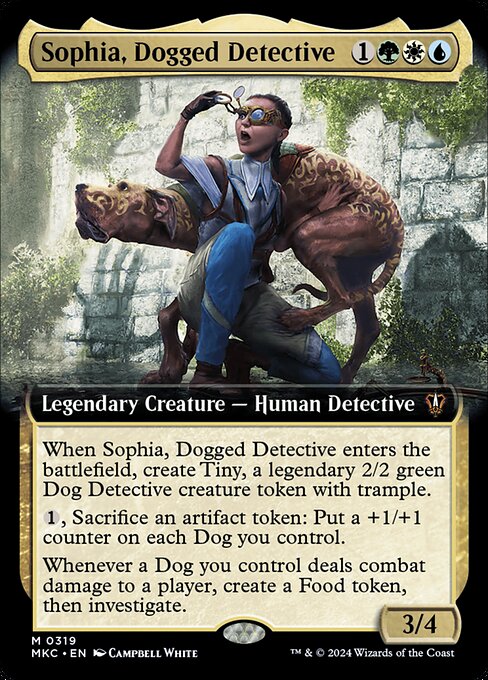 Sophia, Dogged Detective 1
Legendary Creature — Human Detective
When Sophia, Dogged Detective enters the
battlefield, create Tiny, a legendary 2/2 green
Dog Detective creature token with trample.
1, Sacrifice an artifact token: Put a +1/+1
counter on each Dog you control.
Whenever a Dog you control deals combat
damage to a player, create a Food token,
then investigate.
3/4
M 0319
MKC • EN Campbell White
™ & © 2024 Wizards of the Coast